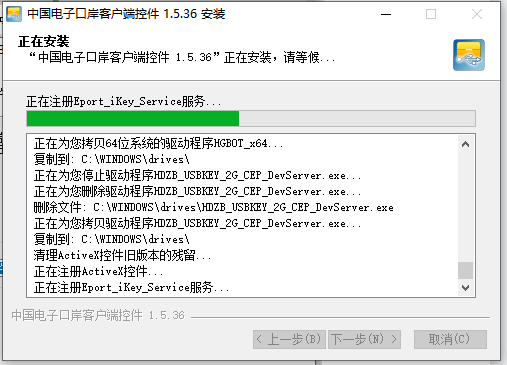 中国电子口岸客户端控件 1.5.36 安装
正在安装
“中国电子口岸客户端控件 1.5.36”正在安装，请等候...
正在注册Eport_iKey_Service服务...
正在为您拷贝64位系统的驱动程序HGBOT_x64...
复制到: C:\WINDOWS\drives\
正在为您停止驱动程序HDZB_USBKEY_2G_CEP_DevServer.exe...
正在为您删除驱动程序HDZB_USBKEY_2G_CEP_DevServer.exe...
删除文件: C:\WINDOWS\drives\HDZB_USBKEY_2G_CEP_DevServer.exe
正在为您拷贝驱动程序HDZB_USBKEY_2G_CEP_DevServer.exe...
复制到: C:\WINDOWS\drives\
清理ActiveX控件旧版本的残留...
正在注册ActiveX控件...
正在注册Eport_iKey_Service服务...
中国电子口岸客户端控件 1.5.36
< 上一步(B) 下一步(N) > 取消(C)